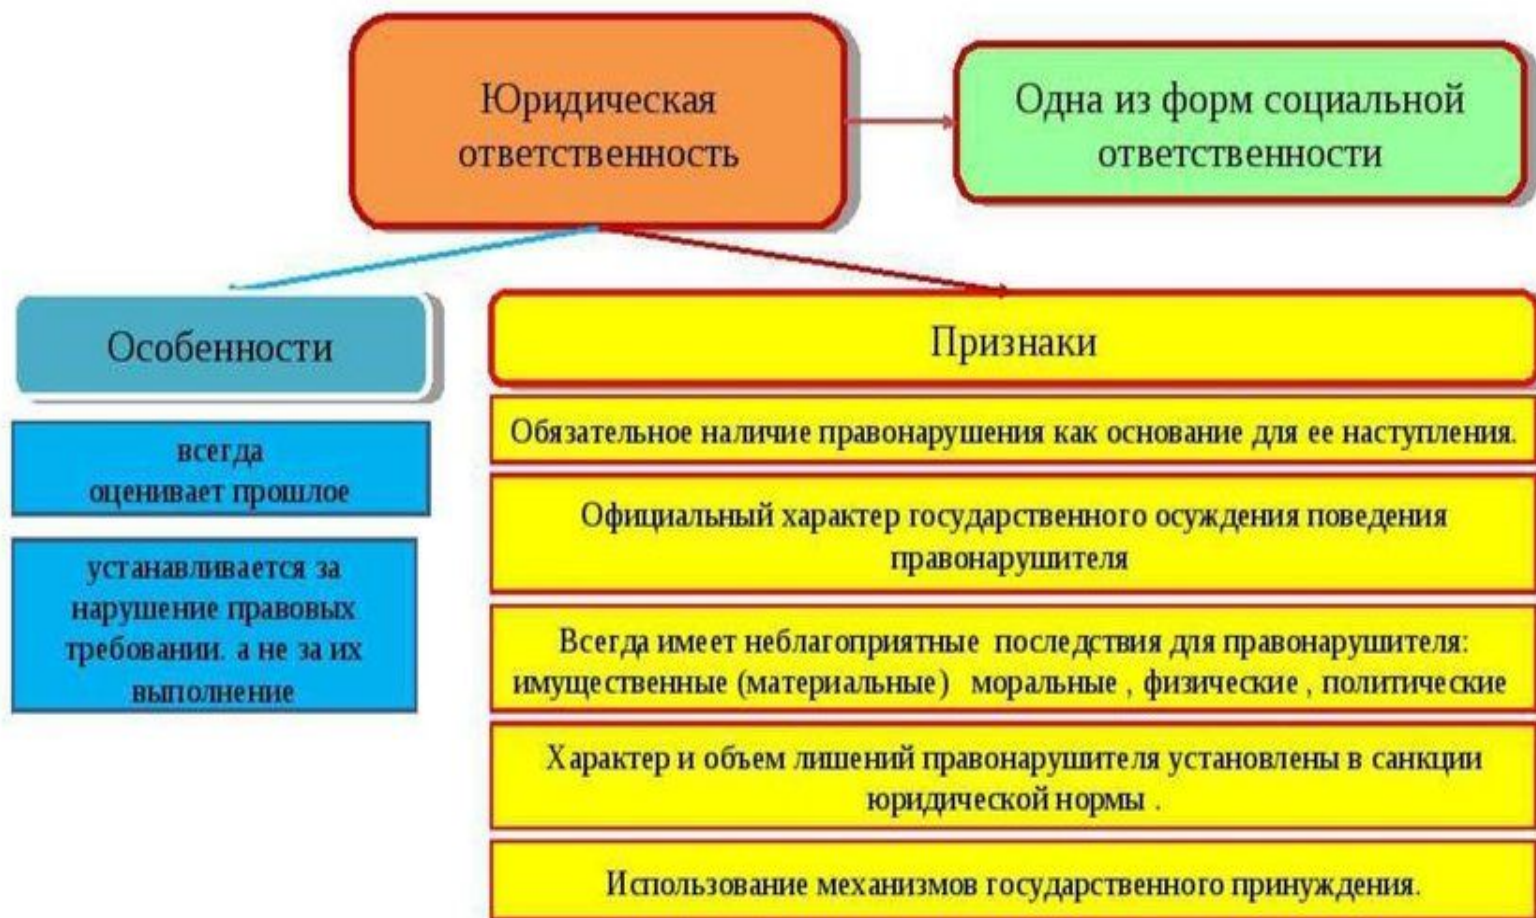 Юридическая
ответственность
Одна из форм социальной
ответственности
Особенности
всегда
оценивает прошлое
устанавливается за
нарушение правовых
требовании. а не за их
выполнение
Признаки
Обязательное наличие правонарушения как основание для ее наступления.
Официальный характер государственного осуждения поведения
правонарушителя
Всегда имеет неблагоприятные последствия для правонарушителя:
имущественные (материальные) моральные , физические , политические
Характер и объем лишений правонарушителя установлены в санкции
юридической нормы .
Использование механизмов государственного принуждения.